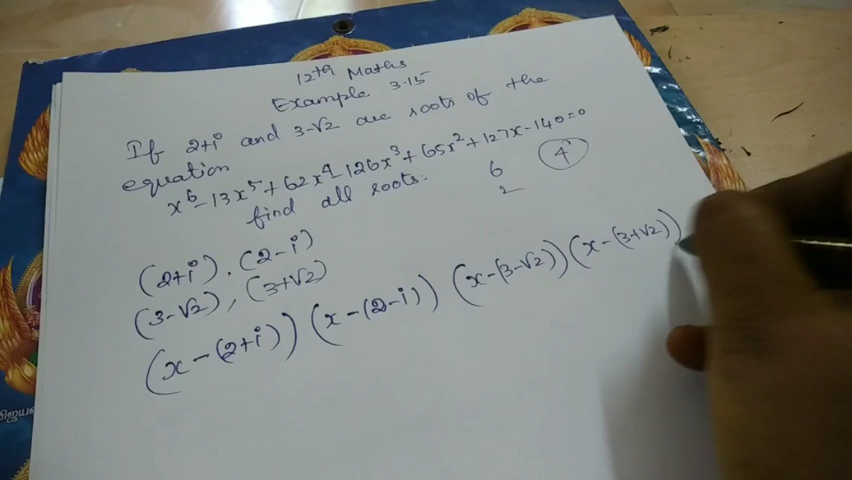 12th Maths
Example 3.15
If 2+i and 3-√2 are roots of the
equation
x⁶-13x⁵+62x⁴-126x³+65x²+127x-140=0
find all roots.
6
2
4
(2+i). (2-i)
(3-√2), (3+√2)
(x-(2+i)) (x-(2-i)) (x-(3-√2)) (x-(3+√2))